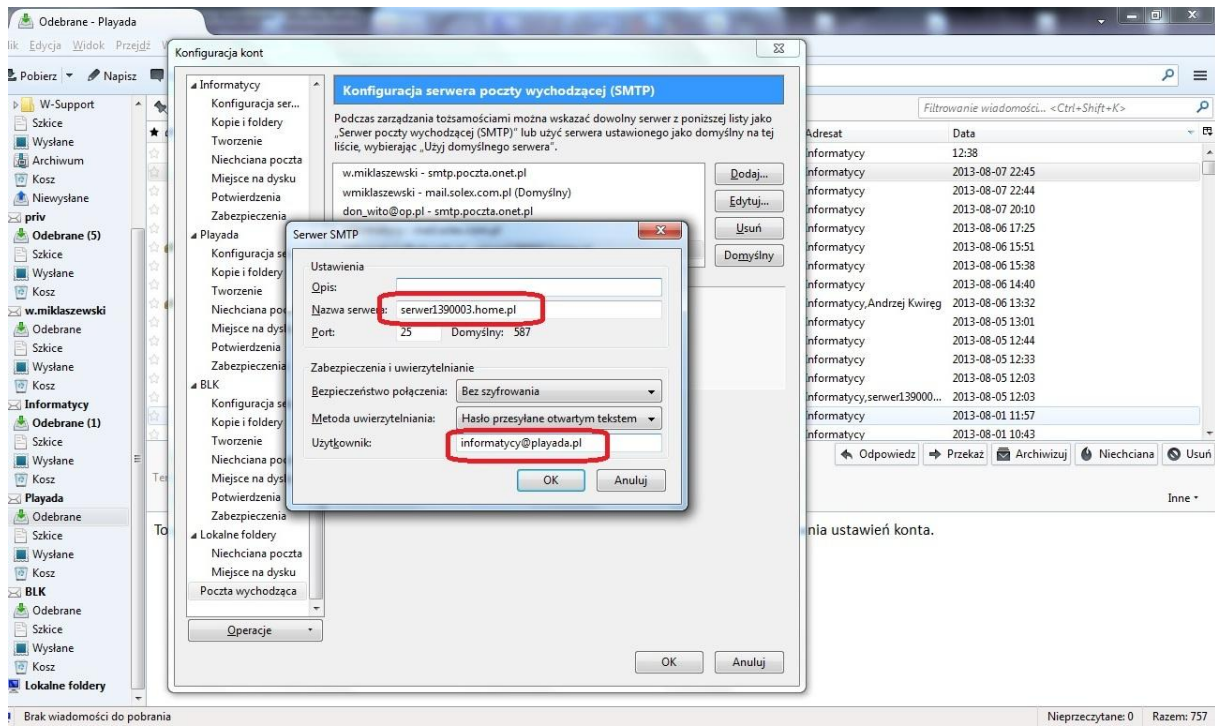 Odebrane - Playada
Edycja Widok Przejdź
Pobierz Napisz
W-Support
Szkice
Wysłane
Archiwum
Kosz
Niewysłane
priv
Odebrane (5)
Szkice
Wysłane
Kosz
w.miklaszewski
Odebrane
Szkice
Wysłane
Kosz
Informatycy
Odebrane (1)
Szkice
Wysłane
Kosz
Playada
Odebrane
Szkice
Wysłane
Kosz
BLK
Odebrane
Szkice
Wysłane
Kosz
Lokalne foldery
Konfiguracja kont
Informatycy
Konfiguracja ser...
Kopie i foldery
Tworzenie
Niechciana poczta
Miejsce na dysku
Potwierdzenia
Zabezpieczenia
Playada
Konfiguracja se
Kopie i foldery
Tworzenie
Niechciana
Miejsce na
Potwierdzenia
Zabezpieczenia
BLK
Konfiguracja se
Kopie i foldery
Tworzenie
Niechciana
Miejsce na
Potwierdzenia
Zabezpieczenia
Lokalne foldery
Niechciana poczta
Miejsce na dysku
Poczta wychodząca
Operacje
Konfiguracja serwera poczty wychodzącej (SMTP)
Podczas zarządzania tożsamościami można wskazać dowolny serwer z poniższej listy jako
„Serwer poczty wychodzącej (SMTP)" lub użyć serwera ustawionego jako domyślny na tej
liście, wybierając „Użyj domyślnego serwera".
w.miklaszewski - smtp.poczta.onet.pl
wmiklaszewski - mail.solex.com.pl (Domyślny)
don_wito@op.pl - smtp.poczta.onet.pl
Dodaj...
Edytuj...
Usuń
Domyślny
Serwer SMTP
Ustawienia
Opis:
Nazwa serwera: serwer1390003.home.pl
Port: 25 Domyślny: 587
Zabezpieczenia i uwierzytelnianie
Bezpieczeństwo połączenia: Bez szyfrowania
Metoda uwierzytelniania: Hasło przesyłane otwartym tekstem
Użytkownik: informatycy@playada.pl
OK Anuluj
OK Anuluj
Filtrowanie wiadomości... <Ctrl+Shift+K>
Adresat Data
Informatycy 12:38
Informatycy 2013-08-07 22:45
Informatycy 2013-08-07 22:44
Informatycy 2013-08-07 20:10
Informatycy 2013-08-06 17:25
Informatycy 2013-08-06 15:51
Informatycy 2013-08-06 15:38
Informatycy 2013-08-06 14:40
Informatycy,Andrzej Kwiręg 2013-08-06 13:32
Informatycy 2013-08-05 13:01
Informatycy 2013-08-05 12:44
Informatycy 2013-08-05 12:33
Informatycy 2013-08-05 12:03
Informatycy,serwer139000... 2013-08-05 12:03
Informatycy 2013-08-01 11:57
Informatycy 2013-08-01 10:43
Odpowiedz Przekaż Archiwizuj Niechciana Usuń
Inne
To nia ustawień konta.
Brak wiadomości do pobrania
Nieprzeczytane: 0 Razem: 757